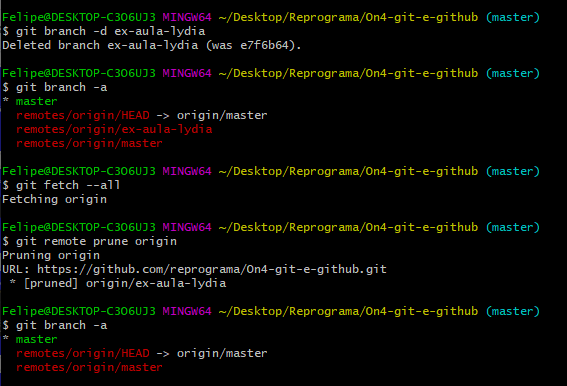 Felipe@DESKTOP-C3O6UJ3 MINGW64 ~/Desktop/Reprograma/On4-git-e-github (master)
$ git branch -d ex-aula-lydia
Deleted branch ex-aula-lydia (was e7f6b64).
Felipe@DESKTOP-C3O6UJ3 MINGW64 ~/Desktop/Reprograma/On4-git-e-github (master)
$ git branch -a
* master
  remotes/origin/HEAD -> origin/master
  remotes/origin/ex-aula-lydia
  remotes/origin/master
Felipe@DESKTOP-C3O6UJ3 MINGW64 ~/Desktop/Reprograma/On4-git-e-github (master)
$ git fetch --all
Fetching origin
Felipe@DESKTOP-C3O6UJ3 MINGW64 ~/Desktop/Reprograma/On4-git-e-github (master)
$ git remote prune origin
Pruning origin
URL: https://github.com/reprograma/On4-git-e-github.git
 * [pruned] origin/ex-aula-lydia
Felipe@DESKTOP-C3O6UJ3 MINGW64 ~/Desktop/Reprograma/On4-git-e-github (master)
$ git branch -a
* master
  remotes/origin/HEAD -> origin/master
  remotes/origin/master